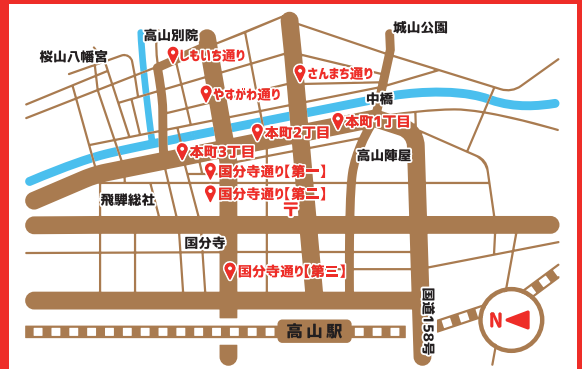 城山公園
高山別院
桜山八幡宮
しもいち通り
さんまち通り
やすがわ通り
中橋
本町1丁目
本町2丁目
本町3丁目
高山陣屋
国分寺通り【第一】
国分寺通り【第二】
飛騨総社
〒
国分寺
国分寺通り【第三】
国道158号
高山駅
N